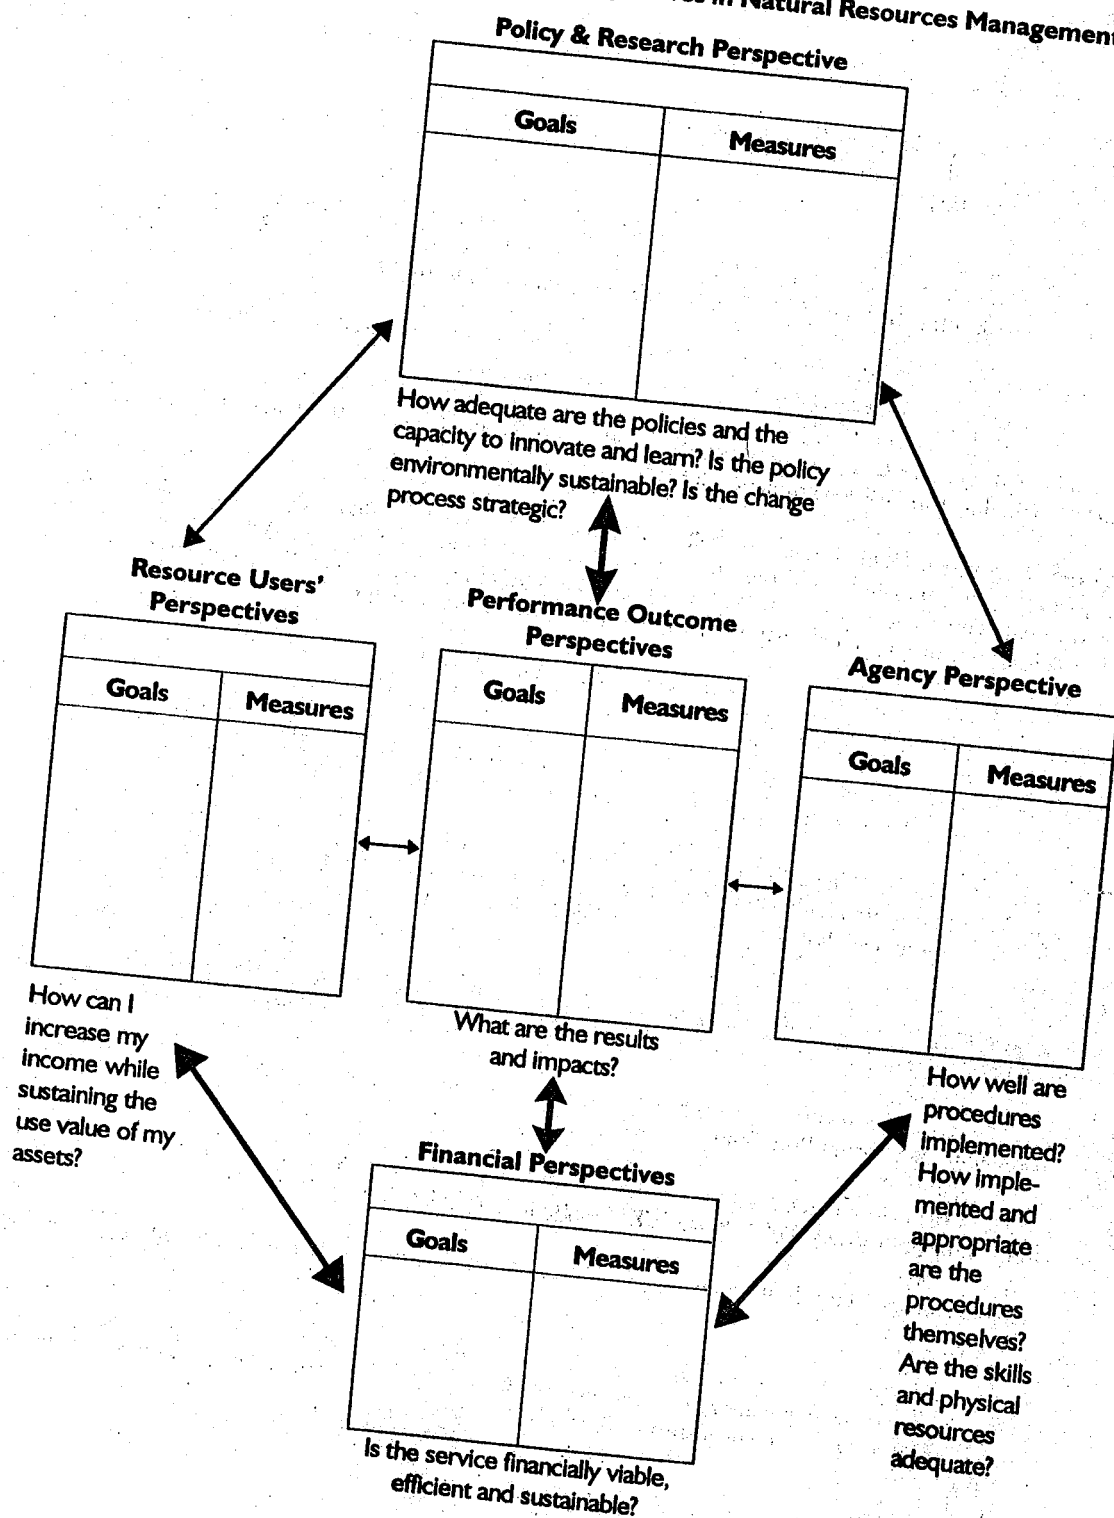 in Natural Resources Management
Policy & Research Perspective
Goals
Measures
How adequate are the policies and the
capacity to innovate and learn? Is the policy
environmentally sustainable? Is the change
process strategic?
Resource Users'
Perspectives
Goals
Measures
How can I
increase my
income while
sustaining the
use value of my
assets?
Performance Outcome
Perspectives
Goals
Measures
What are the results
and impacts?
Agency Perspective
Goals
Measures
How well are
procedures
implemented?
How imple-
mented and
appropriate
are the
procedures
themselves?
Are the skills
and physical
resources
adequate?
Financial Perspectives
Goals
Measures
Is the service financially viable,
efficient and sustainable?